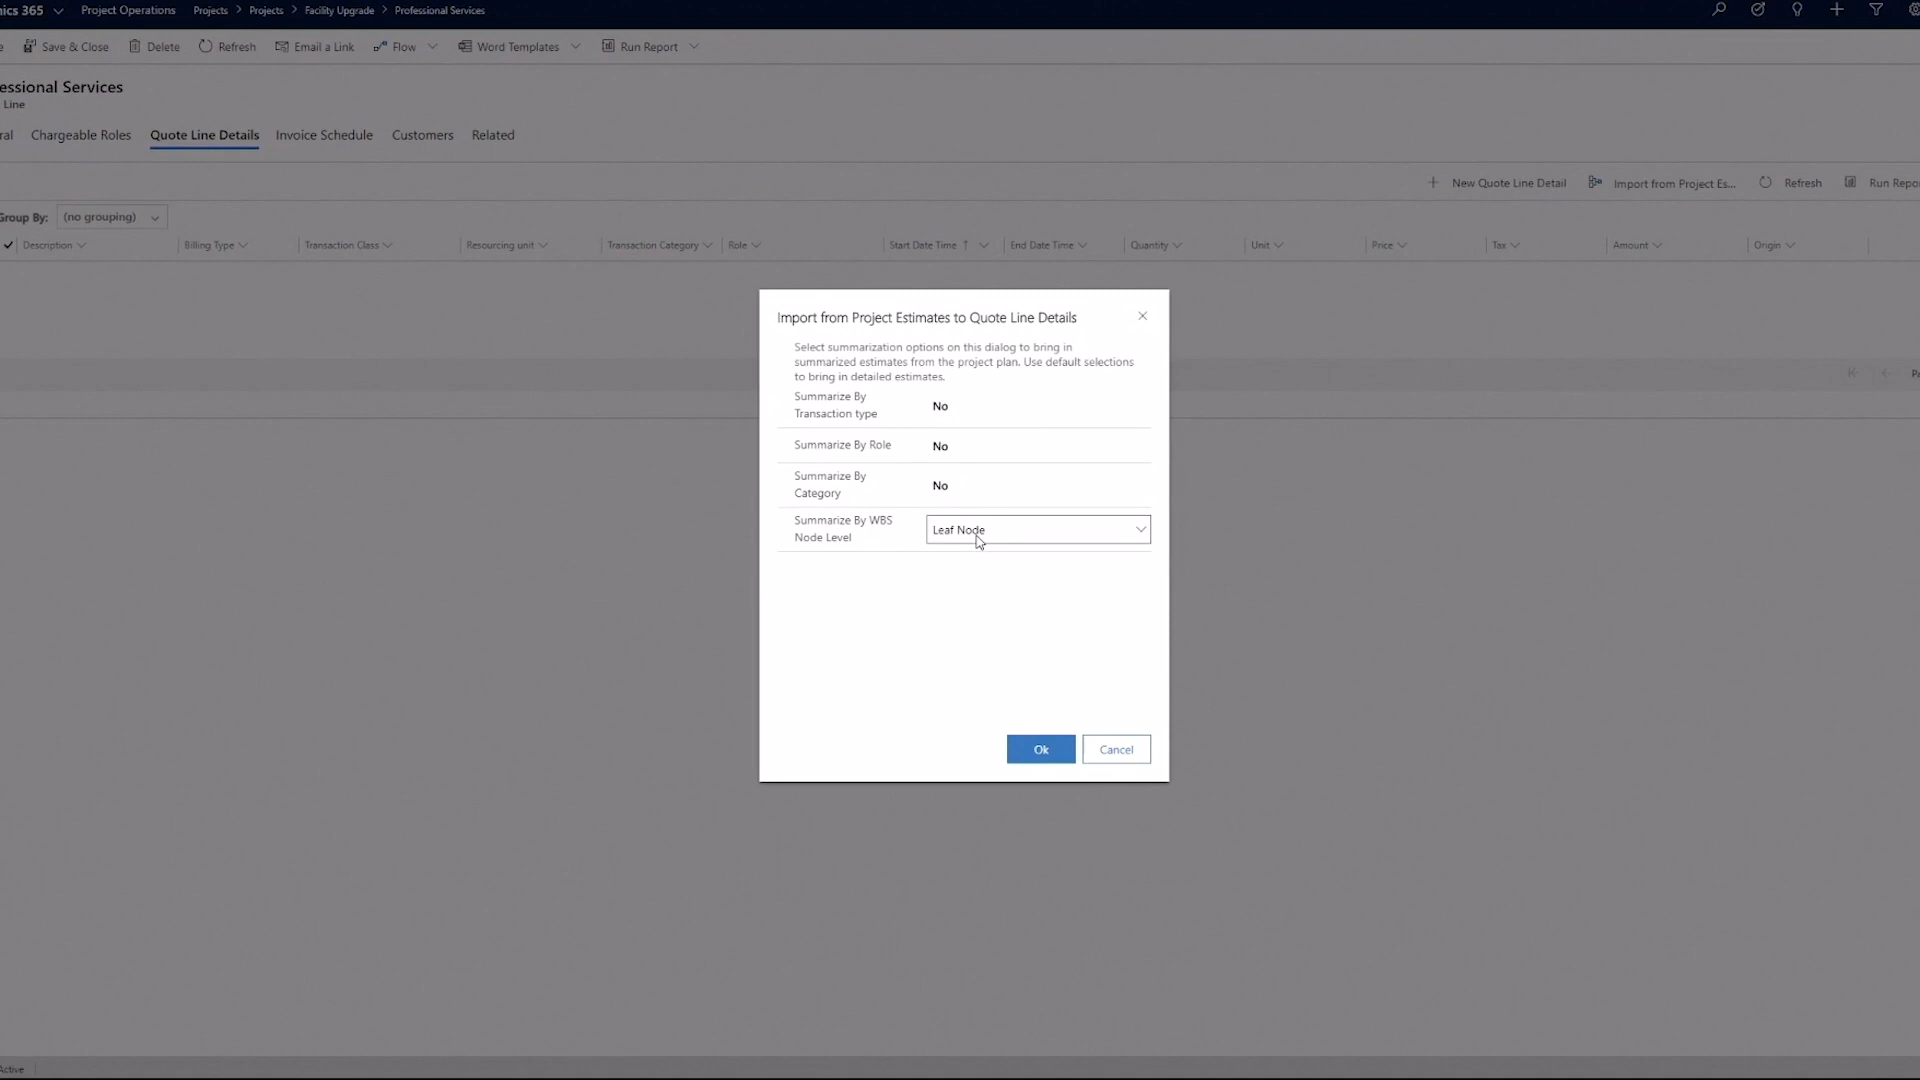 ics 365 Project Operations Projects > Projects > Facility Upgrade > Professional Services
Save & Close Delete Refresh Email a Link Flow Word Templates Run Report
essional Services
Line
ral Chargeable Roles Quote Line Details Invoice Schedule Customers Related
+ New Quote Line Detail Import from Project Es... Refresh Run Repo
Group By: (no grouping)
Description Billing Type Transaction Class Resourcing unit Transaction Category Role Start Date Time ↑ End Date Time Quantity Unit Price Tax Amount Origin
Import from Project Estimates to Quote Line Details
Select summarization options on this dialog to bring in
summarized estimates from the project plan. Use default selections
to bring in detailed estimates.
Summarize By
Transaction type No
Summarize By Role No
Summarize By
Category No
Summarize By WBS
Node Level Leaf Node
Ok Cancel
Active